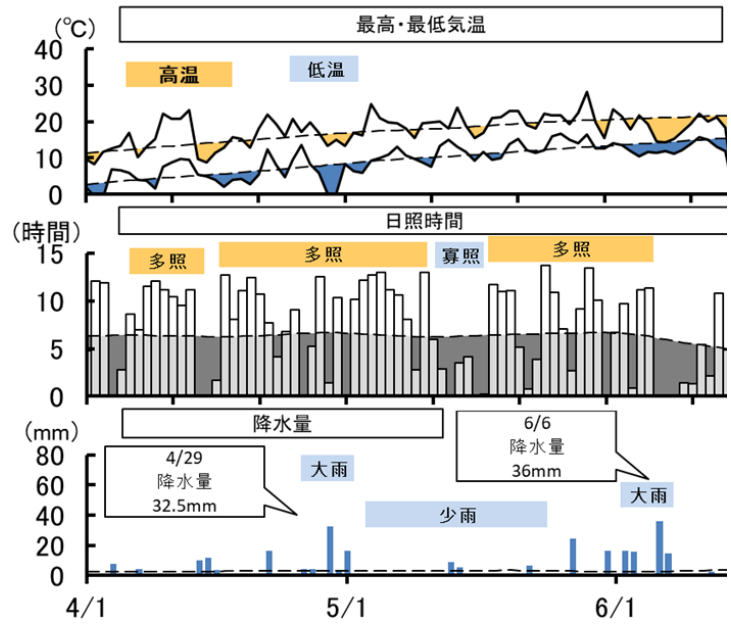 (℃)
最高・最低気温
40
高温
低温
30
20
10
0
(時間)
日照時間
15
多照
多照
寡照
多照
10
5
0
(mm)
降水量
80
4/29
降水量
32.5mm
大雨
6/6
降水量
36mm
60
大雨
40
少雨
20
0
4/1
5/1
6/1